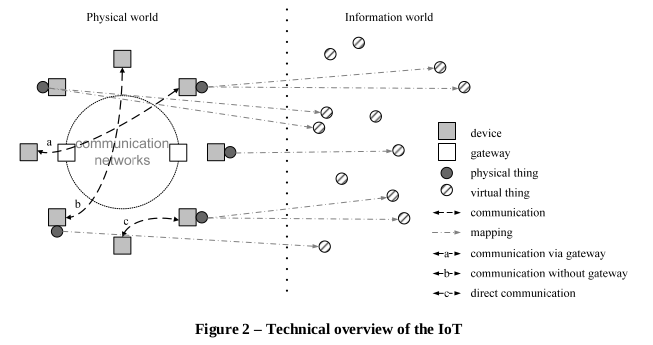 Physical world
Information world
communication
networks
a
b
c
device
gateway
physical thing
virtual thing
communication
mapping
a communication via gateway
b communication without gateway
c direct communication
Figure 2 – Technical overview of the IoT